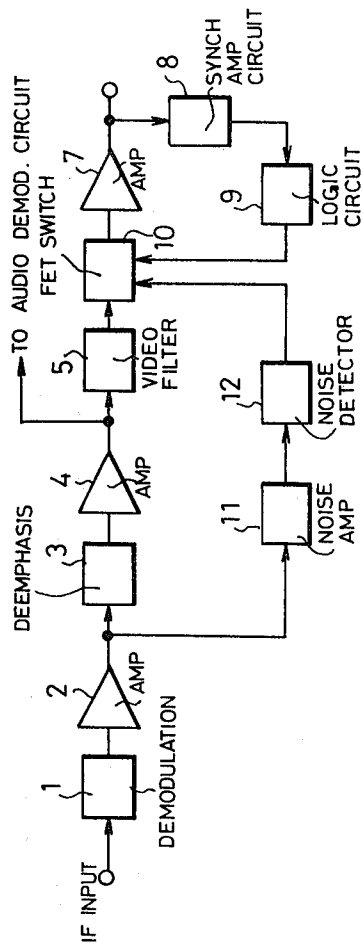 IF INPUT
1
DEMODULATION
2
AMP
DEEMPHASIS
3
4
AMP
TO AUDIO DEMOD. CIRCUIT
5
VIDEO
FILTER
FET SWITCH
10
7
AMP
8
SYNCH
AMP
CIRCUIT
9
LOGIC
CIRCUIT
11
NOISE
AMP
12
NOISE
DETECTOR